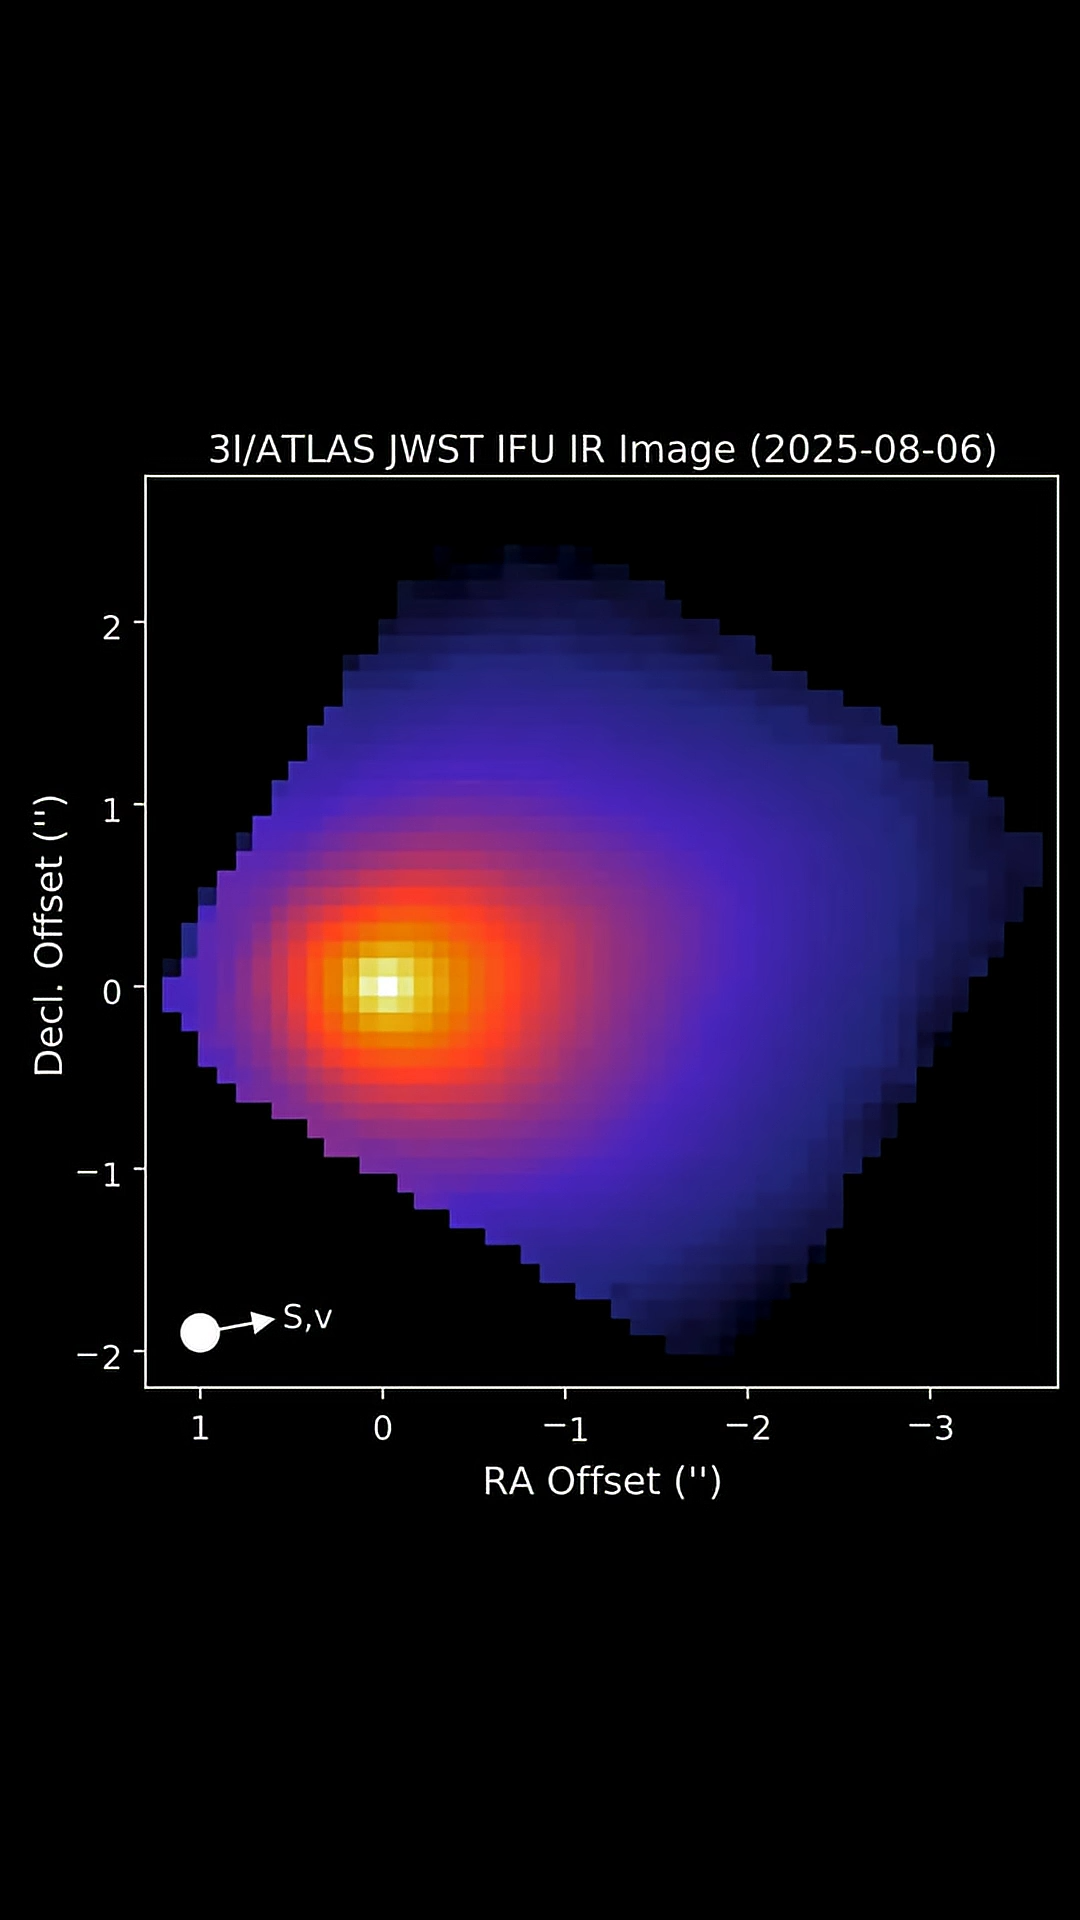 3I/ATLAS JWST IFU IR Image (2025-08-06)
Decl. Offset ('')
2
1
0
−1
−2
S,v
1 0 −1 −2 −3
RA Offset ('')